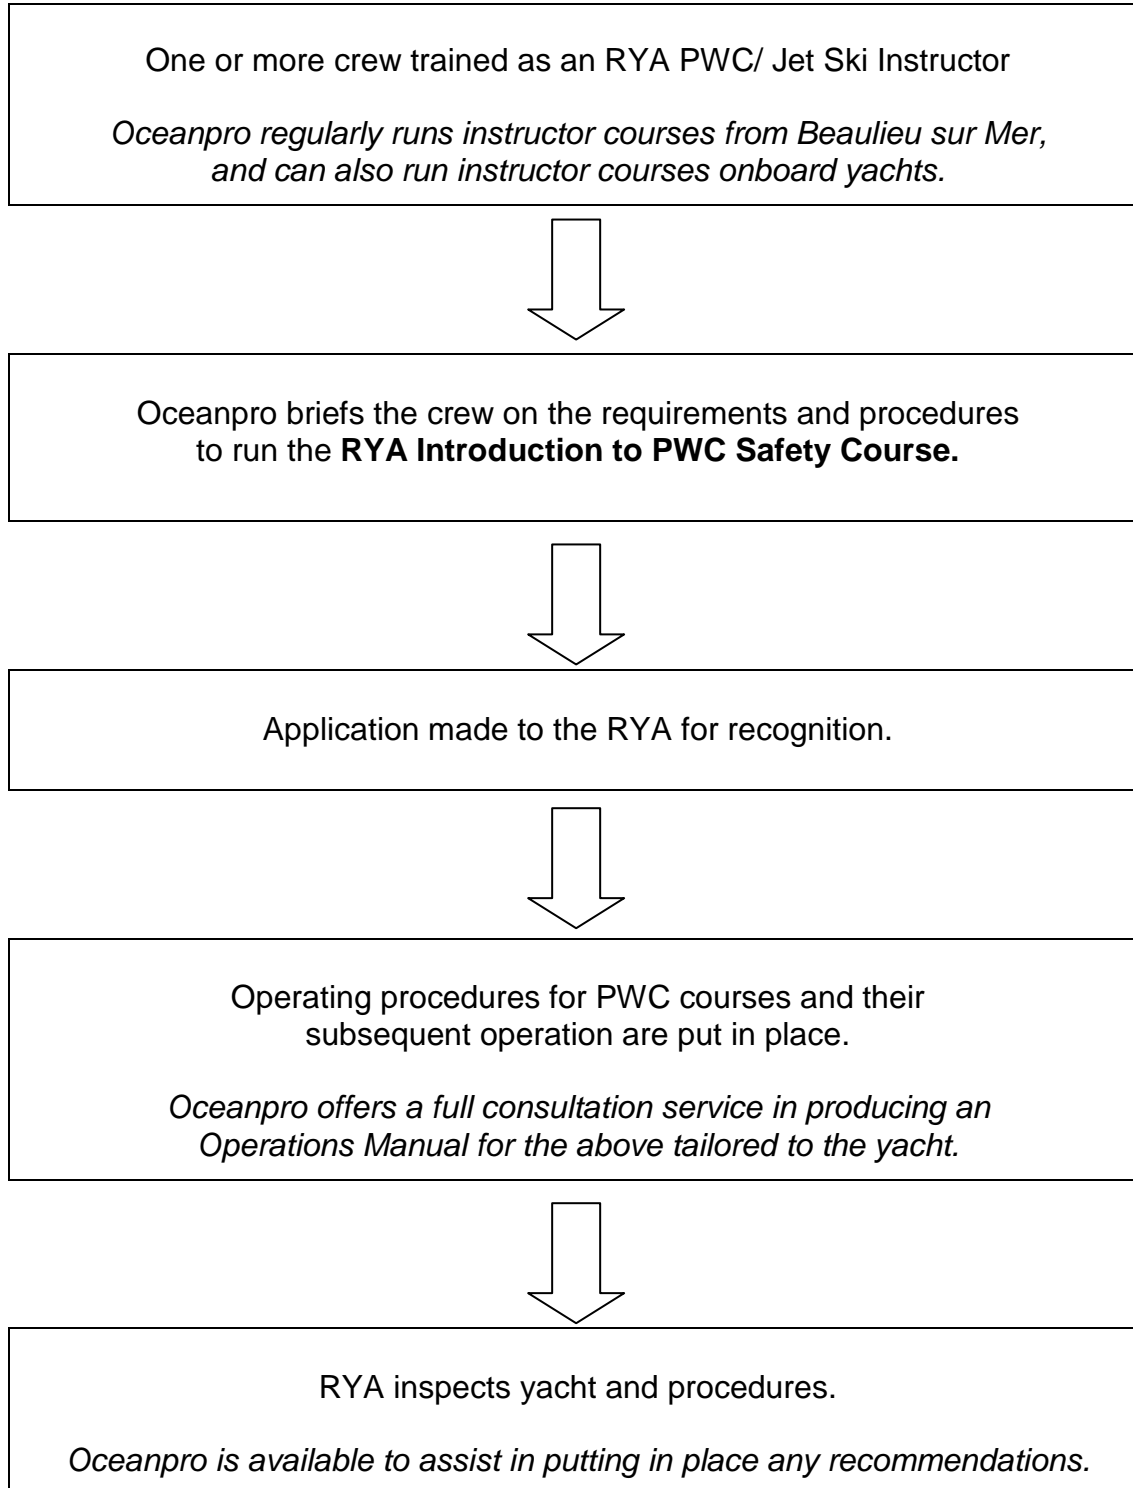 One or more crew trained as an RYA PWC/ Jet Ski Instructor
Oceanpro regularly runs instructor courses from Beaulieu sur Mer,
and can also run instructor courses onboard yachts.
Oceanpro briefs the crew on the requirements and procedures
to run the RYA Introduction to PWC Safety Course.
Application made to the RYA for recognition.
Operating procedures for PWC courses and their
subsequent operation are put in place.
Oceanpro offers a full consultation service in producing an
Operations Manual for the above tailored to the yacht.
RYA inspects yacht and procedures.
Oceanpro is available to assist in putting in place any recommendations.